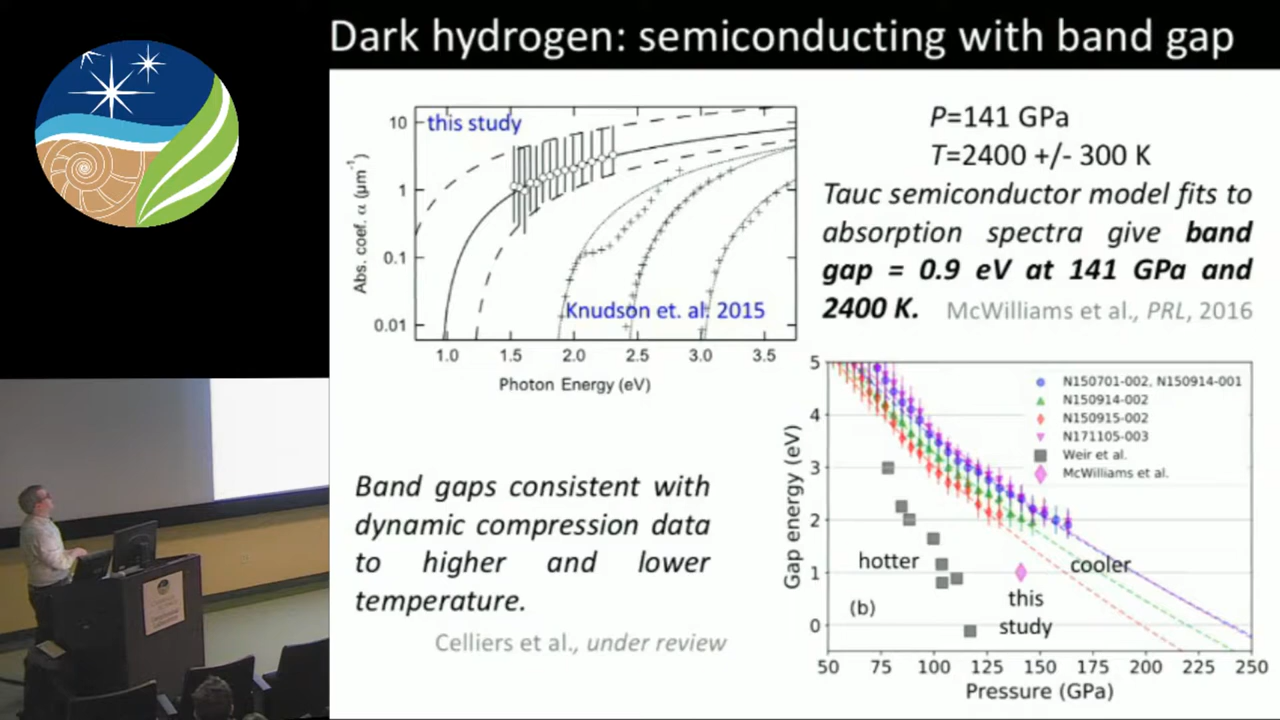 Dark hydrogen: semiconducting with band gap
this study
10
1
0.1
0.01
Abs. coef. α (μm⁻¹)
Knudson et. al. 2015
1.0 1.5 2.0 2.5 3.0 3.5
Photon Energy (eV)
P=141 GPa
T=2400 +/- 300 K
Tauc semiconductor model fits to
absorption spectra give band
gap = 0.9 eV at 141 GPa and
2400 K. McWilliams et al., PRL, 2016
Band gaps consistent with
dynamic compression data
to higher and lower
temperature.
Celliers et al., under review
5
4
3
2
1
0
Gap energy (eV)
N150701-002, N150914-001
N150914-002
N150915-002
N171105-003
Weir et al.
McWilliams et al.
hotter
cooler
(b)
this
study
50 75 100 125 150 175 200 225 250
Pressure (GPa)